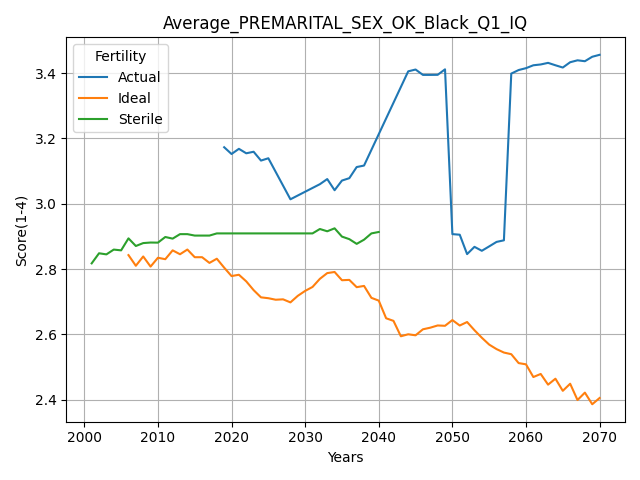 Average_PREMARITAL_SEX_OK_Black_Q1_IQ
Fertility
Actual
Ideal
Sterile
Score(1-4)
3.4
3.2
3.0
2.8
2.6
2.4
2000 2010 2020 2030 2040 2050 2060 2070
Years